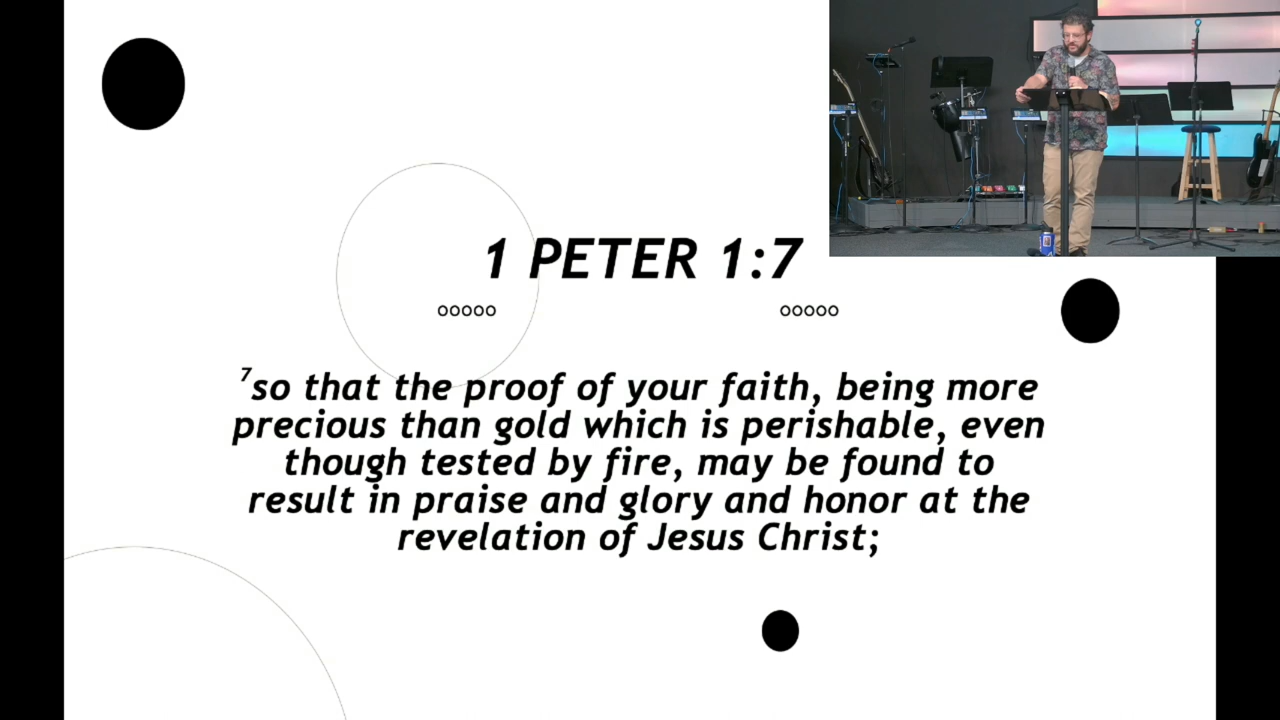 1 PETER 1:7
7so that the proof of your faith, being more
precious than gold which is perishable, even
though tested by fire, may be found to
result in praise and glory and honor at the
revelation of Jesus Christ;